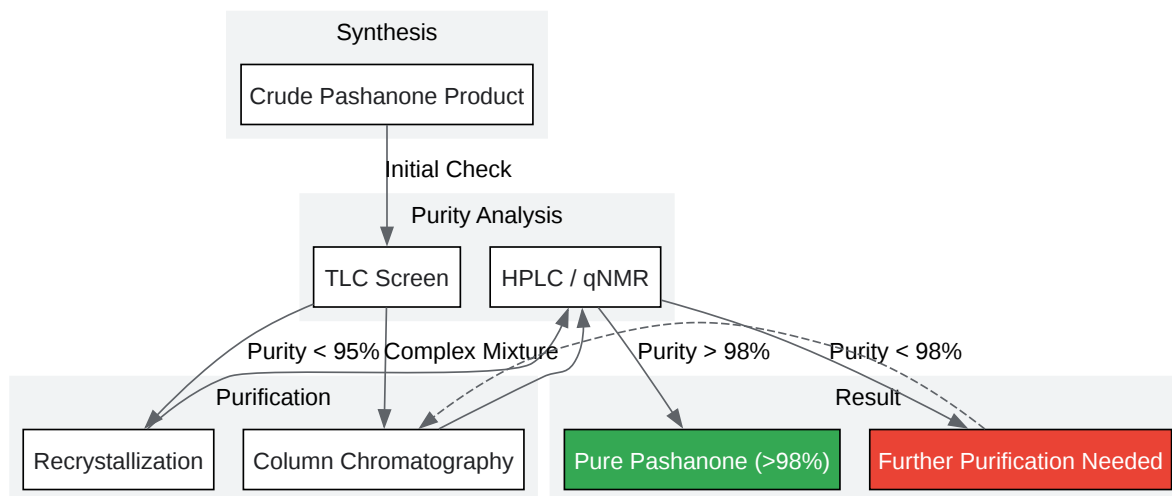 Synthesis
Crude Pashanone Product
Initial Check
Purity Analysis
TLC Screen
HPLC / qNMR
Purity < 95%
Complex Mixture
Purity > 98%
Purity < 98%
Purification
Result
Recrystallization
Column Chromatography
Pure Pashanone (>98%)
Further Purification Needed